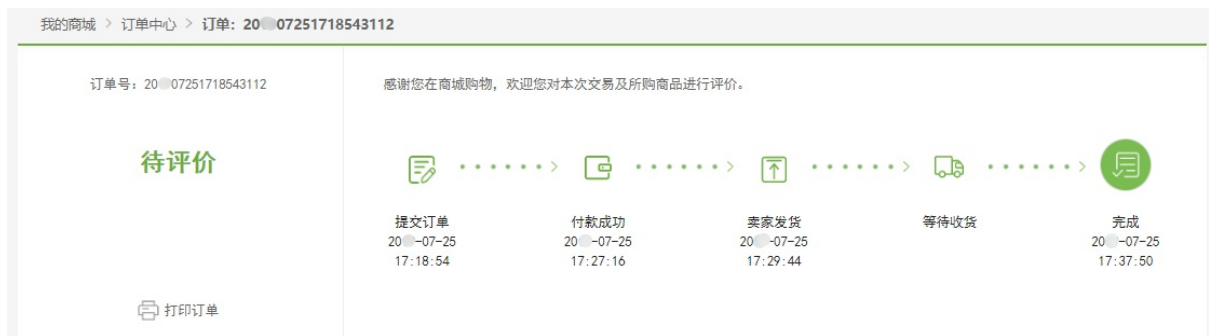 我的商城 > 订单中心 > 订单: 20 07251718543112
订单号: 20 07251718543112
感谢您在商城购物, 欢迎您对本次交易及所购商品进行评价。
待评价
提交订单 付款成功 卖家发货 等待收货 完成
20 -07-25 20 -07-25 20 -07-25 20 -07-25
17:18:54 17:27:16 17:29:44 17:37:50
打印订单